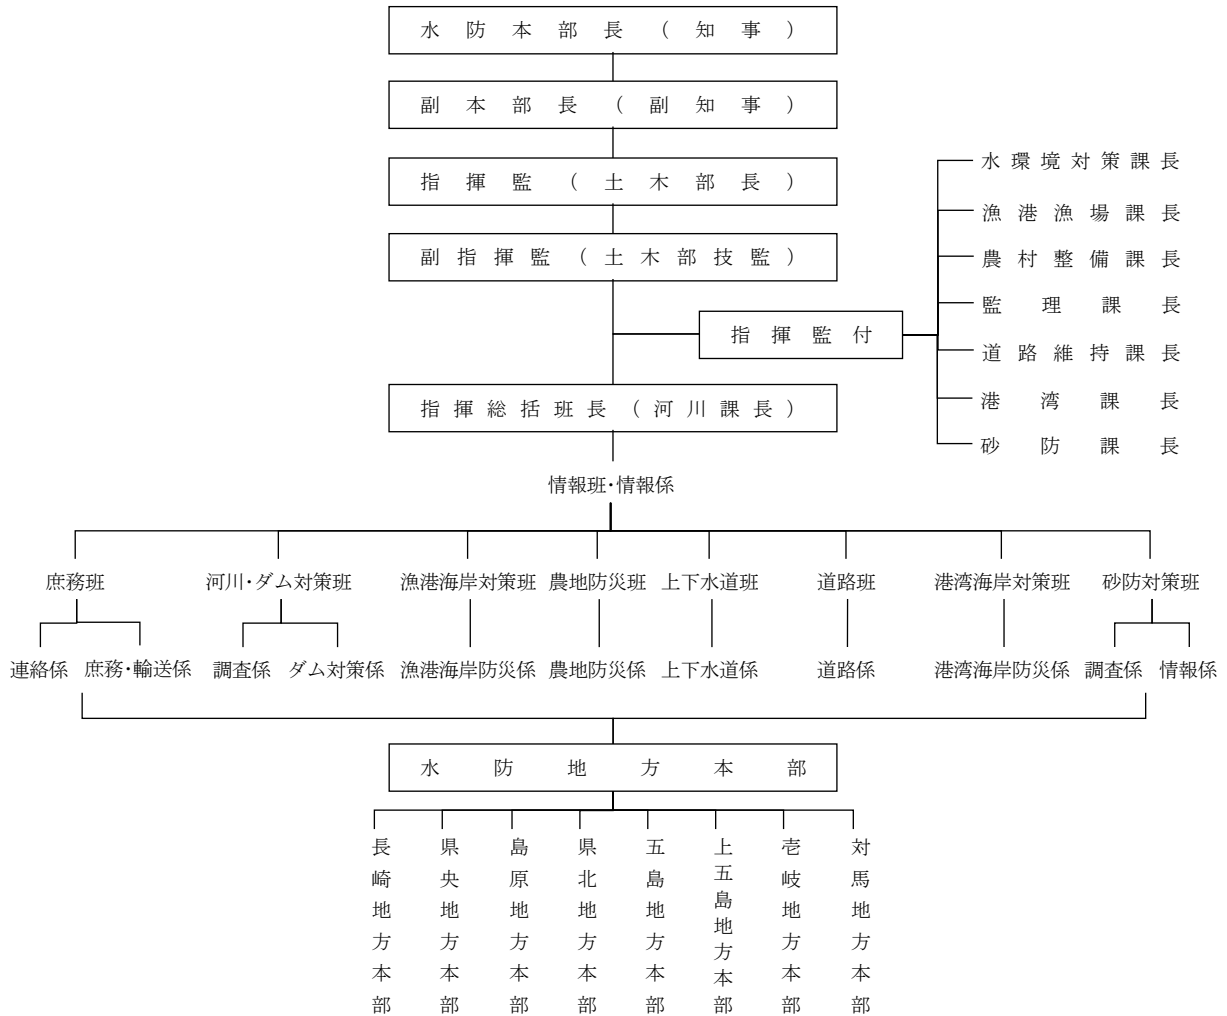 水防本部長(知事)
副本部長(副知事)
指揮監(土木部長)
副指揮監(土木部技監)
指揮監付
水環境対策課長
漁港漁場課長
農村整備課長
監理課長
道路維持課長
港湾課長
砂防課長
指揮総括班長(河川課長)
情報班・情報係
庶務班
河川・ダム対策班
漁港海岸対策班
農地防災班
上下水道班
道路班
港湾海岸対策班
砂防対策班
連絡係
庶務・輸送係
調査係
ダム対策係
漁港海岸防災係
農地防災係
上下水道係
道路係
港湾海岸防災係
調査係
情報係
水防地方本部
長崎地方本部
県央地方本部
島原地方本部
県北地方本部
五島地方本部
上五島地方本部
壱岐地方本部
対馬地方本部